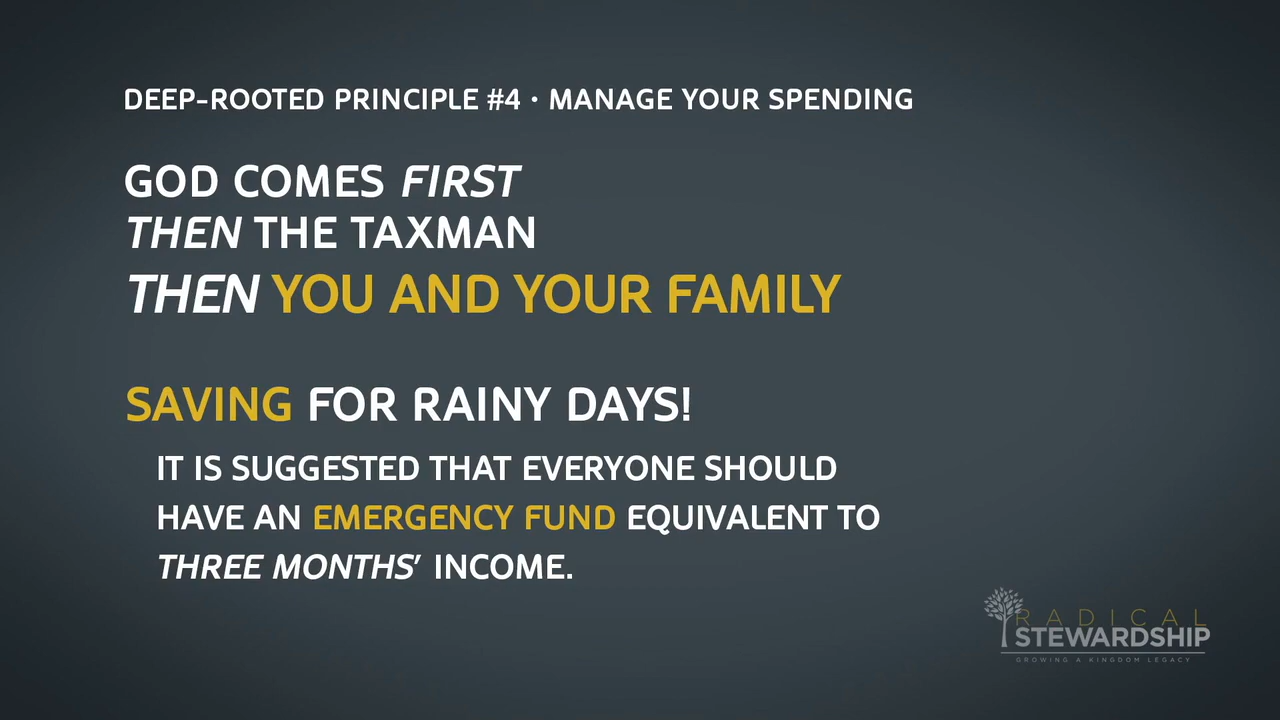 DEEP-ROOTED PRINCIPLE #4 • MANAGE YOUR SPENDING
GOD COMES FIRST
THEN THE TAXMAN
THEN YOU AND YOUR FAMILY
SAVING FOR RAINY DAYS!
IT IS SUGGESTED THAT EVERYONE SHOULD
HAVE AN EMERGENCY FUND EQUIVALENT TO
THREE MONTHS' INCOME.
RADICAL
STEWARDSHIP
GROWING A KINGDOM LEGACY